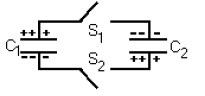 ++ + S₁ -- -
C₁ C₂
-- - S₂ ++ +